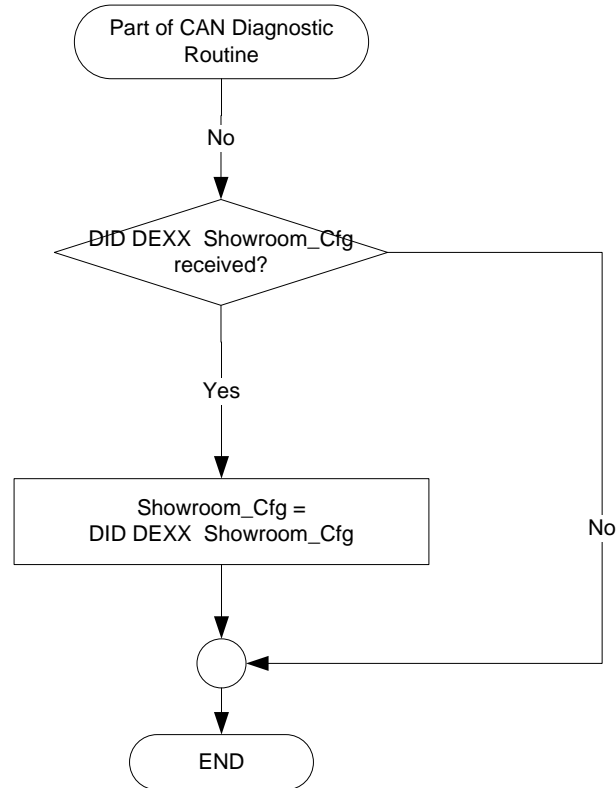 Part of CAN Diagnostic
Routine
No
DID DEXX  Showroom_Cfg
received?
Yes
Showroom_Cfg =
DID DEXX  Showroom_Cfg
No
END